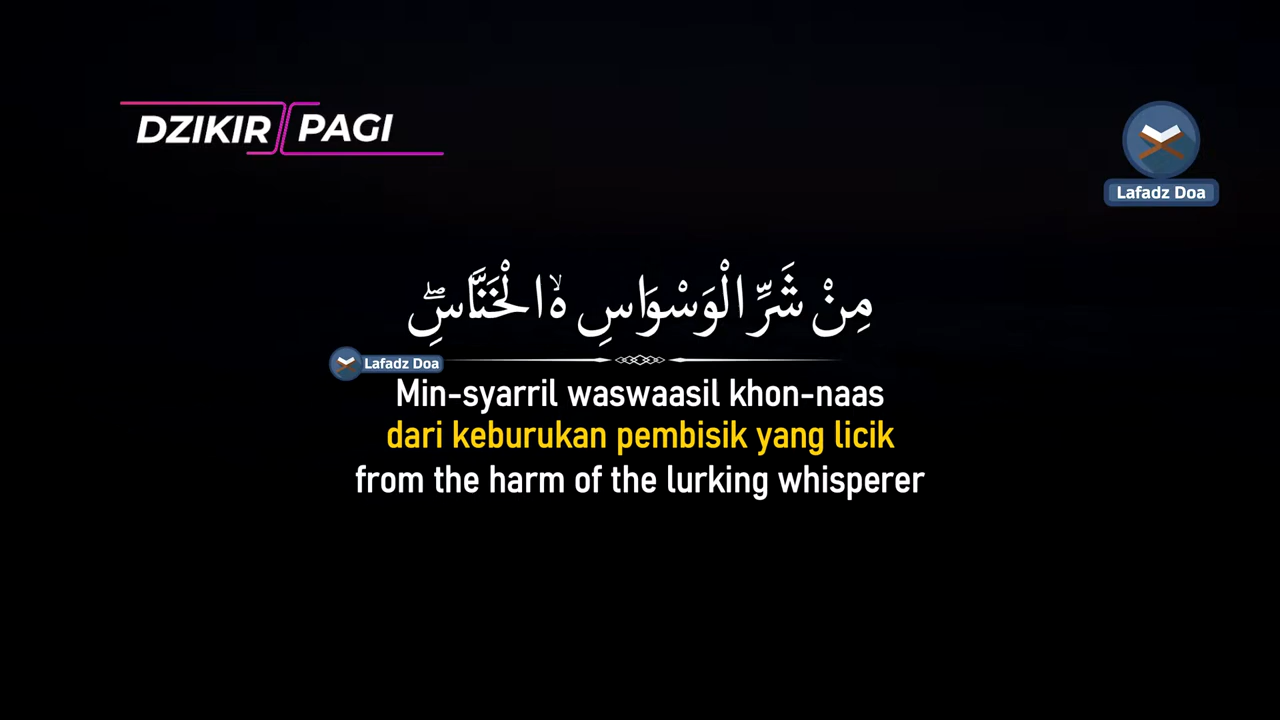 DZIKIR PAGI
Lafadz Doa
مِنْ شَرِّ الْوَسْوَاسِ ەۙ الْخَنَّاسِۖ
Lafadz Doa
Min-syarril waswaasil khon-naas
dari keburukan pembisik yang licik
from the harm of the lurking whisperer